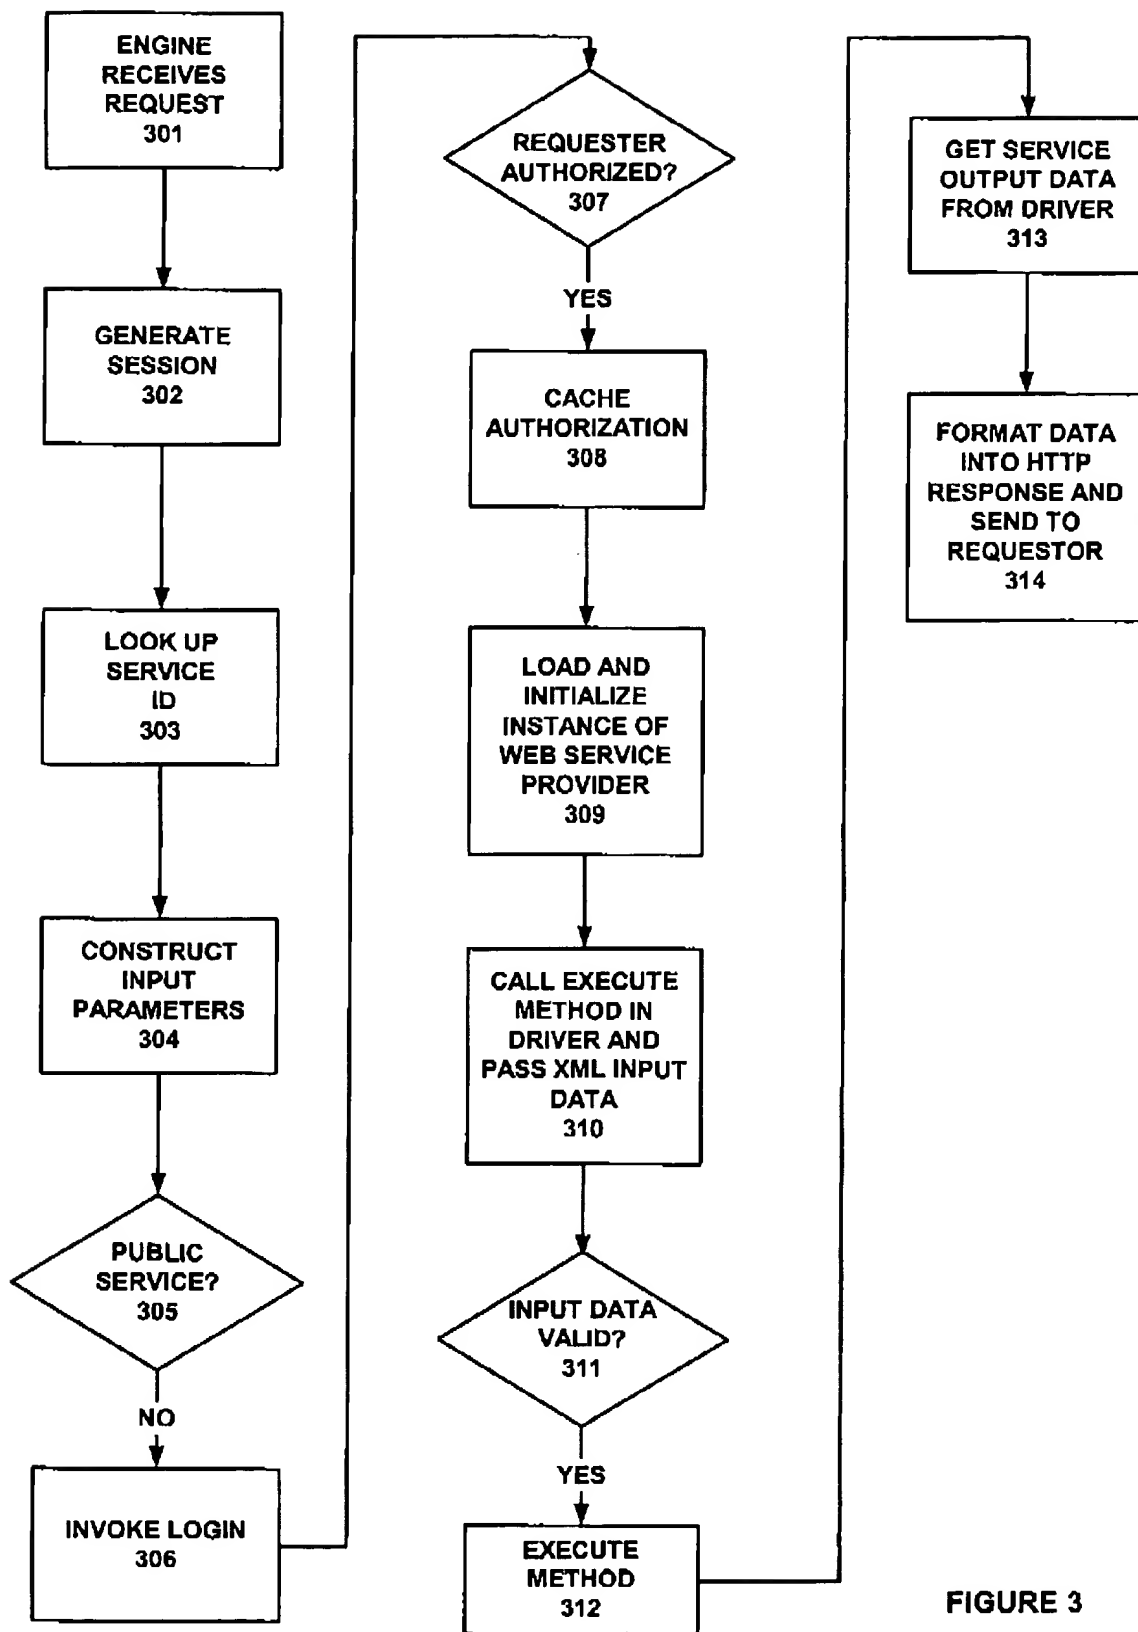 ENGINE
RECEIVES
REQUEST
301
GENERATE
SESSION
302
LOOK UP
SERVICE
ID
303
CONSTRUCT
INPUT
PARAMETERS
304
PUBLIC
SERVICE?
305
NO
INVOKE LOGIN
306
REQUESTER
AUTHORIZED?
307
YES
CACHE
AUTHORIZATION
308
LOAD AND
INITIALIZE
INSTANCE OF
WEB SERVICE
PROVIDER
309
CALL EXECUTE
METHOD IN
DRIVER AND
PASS XML INPUT
DATA
310
INPUT DATA
VALID?
311
YES
EXECUTE
METHOD
312
GET SERVICE
OUTPUT DATA
FROM DRIVER
313
FORMAT DATA
INTO HTTP
RESPONSE AND
SEND TO
REQUESTOR
314
FIGURE 3